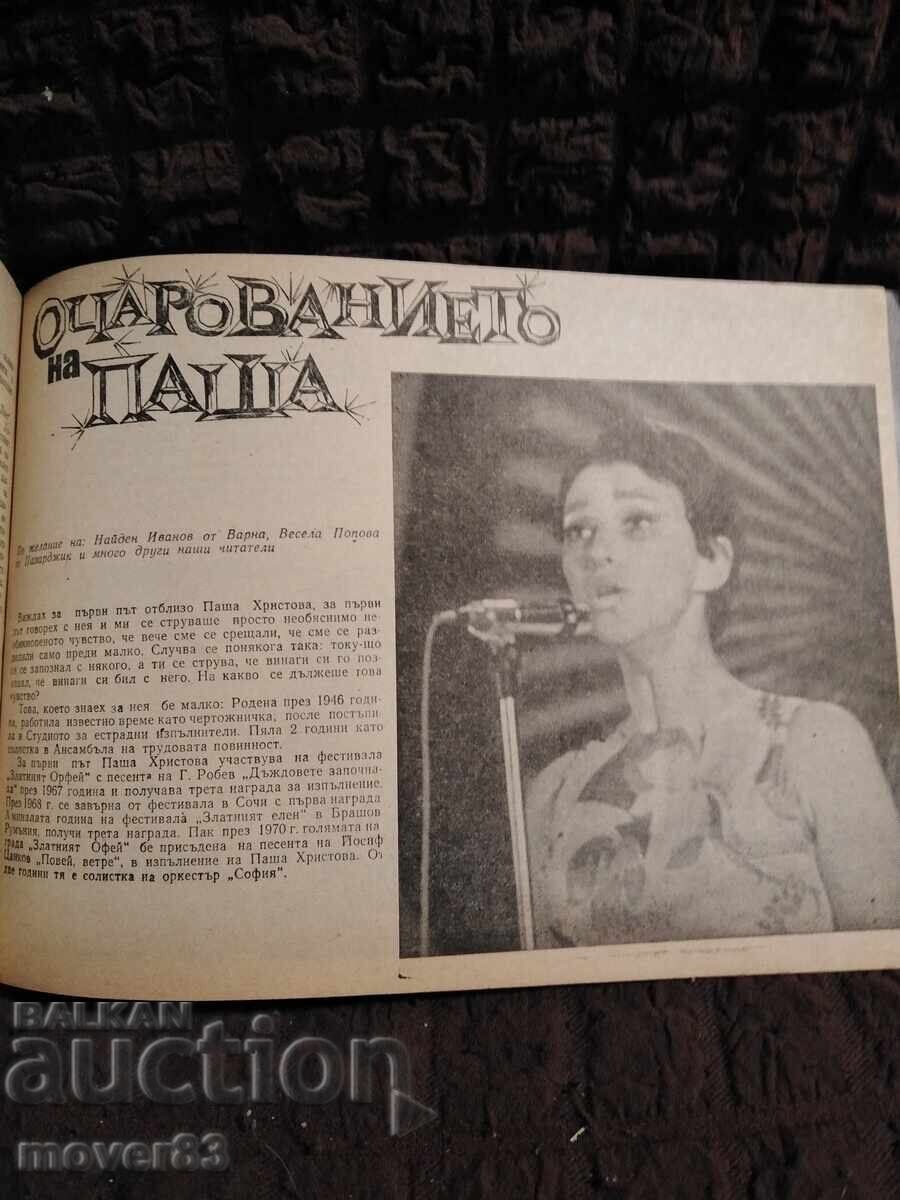 ОЧАРОВАНИЕТЬ
на ПАША
По желание на: Найден Иванов от Варна, Весела Попова
от Пазарджик и много други наши читатели
Виждах за първи път отблизо Паша Христова, за първи
път говорех с нея и ми се струваше просто необяснимо не-
обикновеното чувство, че вече сме се срещали, че сме се раз-
делили само преди малко. Случва се понякога така: току-що
си се запознал с някого, а ти се струва, че винаги си го поз-
навал, че винаги си бил с него. На какво се дължеше това
чувство?
Това, което знаех за нея бе малко: Родена през 1946 годи-
на, работила известно време като чертожничка, после постъпи-
ла в Студиото за естрадни изпълнители. Пяла 2 години като
солистка в Ансамбъла на трудовата повинност.
За първи път Паша Христова участвува на фестивала
„Златният Орфей" с песента на Г. Робев „Дъждовете започна-
ха" през 1967 година и получава трета награда за изпълнение.
През 1968 г. се завърна от фестивала в Сочи с първа награда
А миналата година на фестивала „Златният елен" в Брашов
Румъния, получи трета награда. Пак през 1970 г. голямата на-
града „Златният Офей" бе присъдена на песента на Йосиф
Цанков „Повей, ветре", в изпълнение на Паша Христова. От
две години тя е солистка на оркестър „София".
BALKAN
auction
mover83